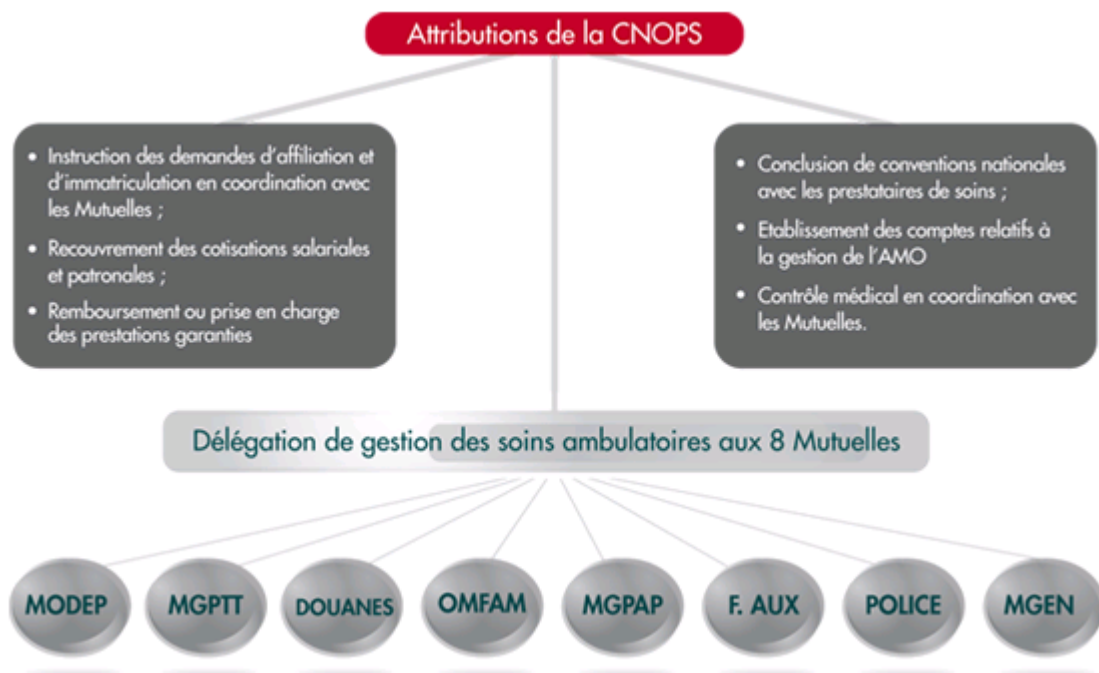 Attributions de la CNOPS
• Instruction des demandes d'affiliation et
d'immatriculation en coordination avec
les Mutuelles ;
• Recouvrement des cotisations salariales
et patronales ;
• Remboursement ou prise en charge
des prestations garanties
• Conclusion de conventions nationales
avec les prestataires de soins ;
• Etablissement des comptes relatifs à
la gestion de l'AMO
• Contrôle médical en coordination avec
les Mutuelles.
Délégation de gestion des soins ambulatoires aux 8 Mutuelles
MODEP MGPTT DOUANES OMFAM MGPAP F. AUX POLICE MGEN